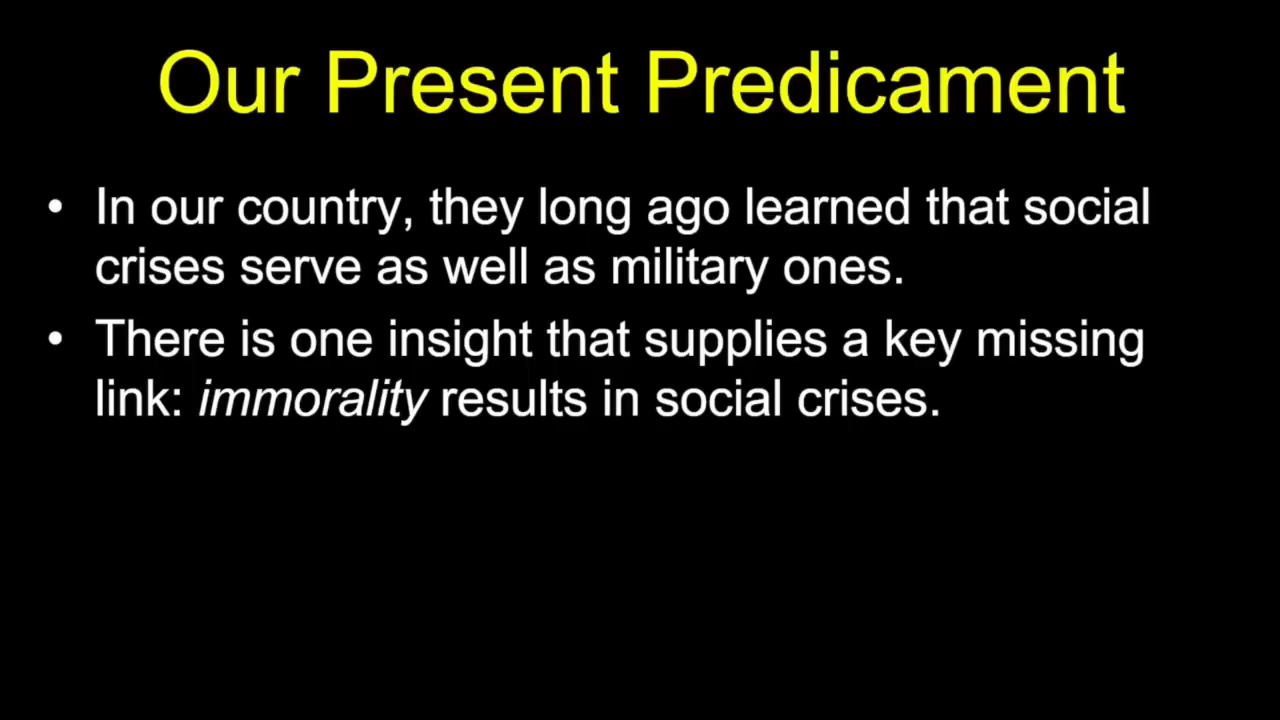 Our Present Predicament
• In our country, they long ago learned that social
crises serve as well as military ones.
• There is one insight that supplies a key missing
link: immorality results in social crises.